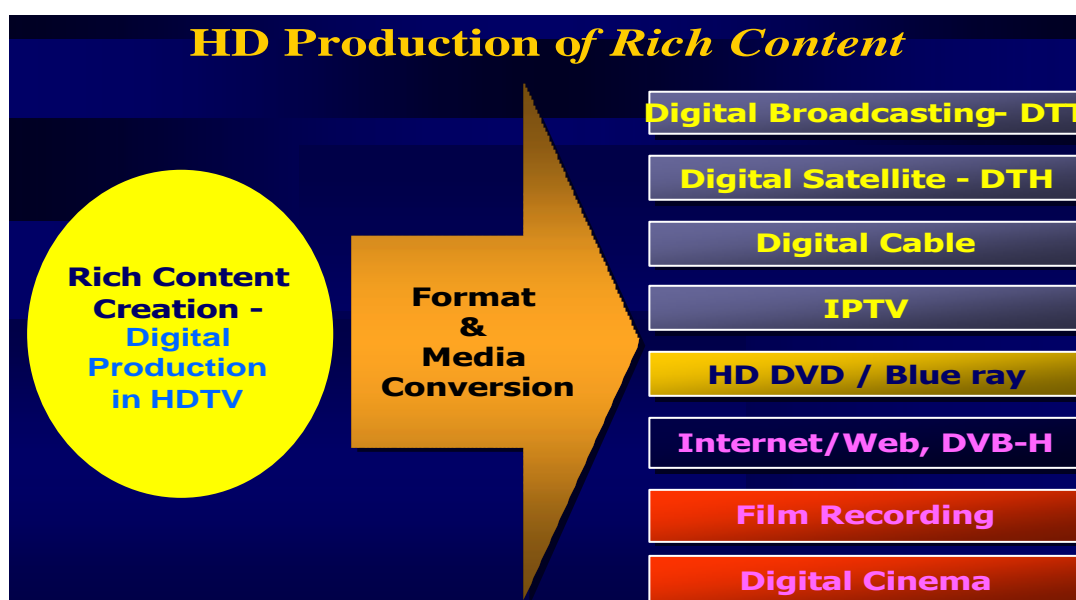 HD Production of Rich Content
Rich Content
Creation -
Digital
Production
in HDTV
Format
&
Media
Conversion
Digital Broadcasting- DTT
Digital Satellite - DTH
Digital Cable
IPTV
HD DVD / Blue ray
Internet/Web, DVB-H
Film Recording
Digital Cinema